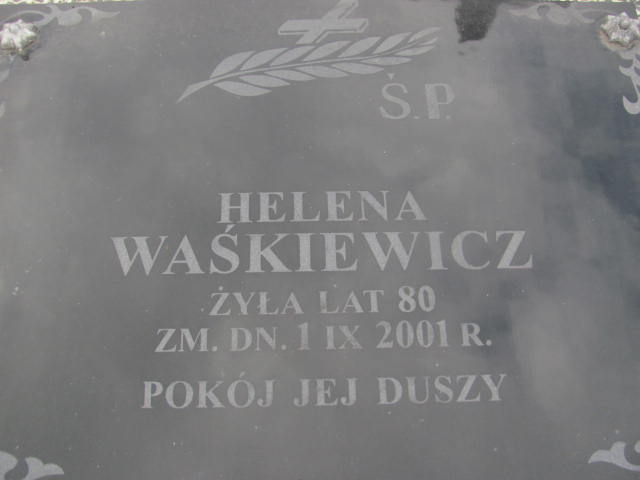 Ś.P.
HELENA
WAŚKIEWICZ
ŻYŁA LAT 80
ZM. DN. 1 IX 2001 R.
POKÓJ JEJ DUSZY